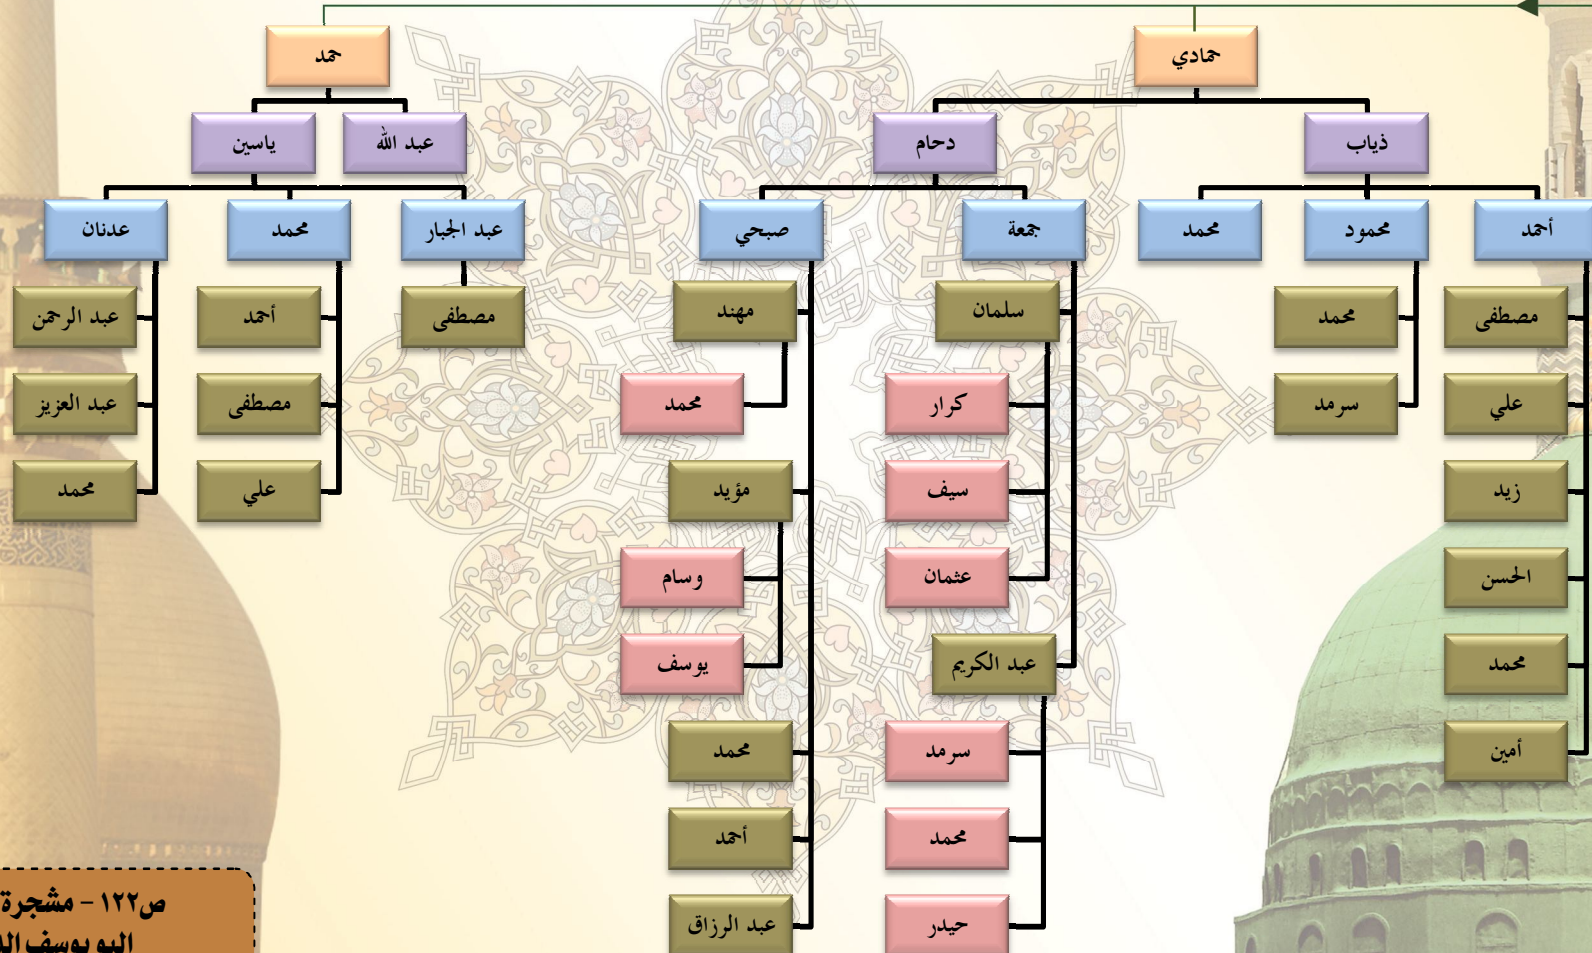 حمادي
حمد
ذياب
دحام
عبد الله
ياسين
أحمد
محمود
محمد
جمعة
صبحي
عبد الجبار
محمد
عدنان
مصطفى
علي
زيد
الحسن
محمد
أمين
محمد
سرمد
سلمان
كرار
سيف
عثمان
عبد الكريم
سرمد
محمد
حيدر
مهند
محمد
مؤيد
وسام
يوسف
محمد
أحمد
عبد الرزاق
مصطفى
أحمد
مصطفى
علي
عبد الرحمن
عبد العزيز
محمد
ص١٢٢ - مشجرة
البو يوسف